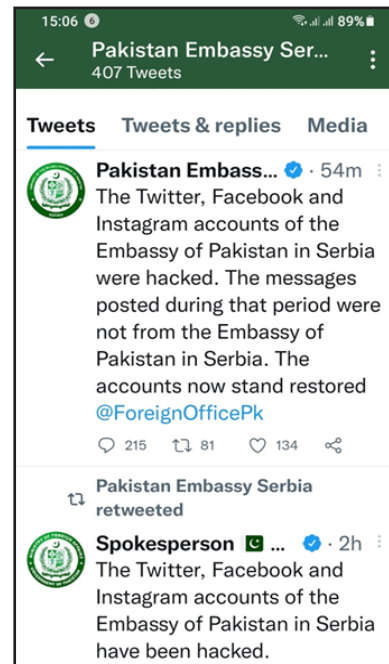 15:06 6 89%
Pakistan Embassy Ser...
407 Tweets
Tweets Tweets & replies Media
Pakistan Embass... · 54m
The Twitter, Facebook and
Instagram accounts of the
Embassy of Pakistan in Serbia
were hacked. The messages
posted during that period were
not from the Embassy of
Pakistan in Serbia. The
accounts now stand restored
@ForeignOfficePk
215 81 134
Pakistan Embassy Serbia
retweeted
Spokesperson 🇵🇰 ... · 2h
The Twitter, Facebook and
Instagram accounts of the
Embassy of Pakistan in Serbia
have been hacked.